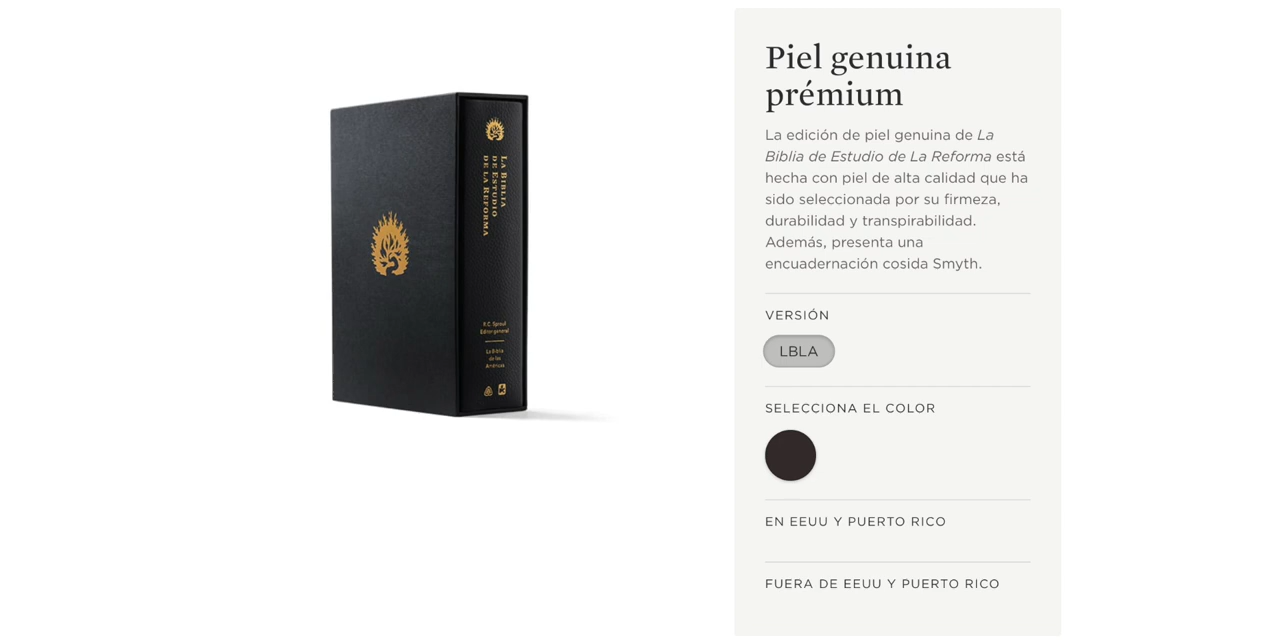 LA BIBLIA
DE ESTUDIO
DE LA REFORMA
R.C. Sproul
Editor general
La Biblia
de las
Américas
Piel genuina
prémium
La edición de piel genuina de La
Biblia de Estudio de La Reforma está
hecha con piel de alta calidad que ha
sido seleccionada por su firmeza,
durabilidad y transpirabilidad.
Además, presenta una
encuadernación cosida Smyth.
VERSIÓN
LBLA
SELECCIONA EL COLOR
EN EEUU Y PUERTO RICO
FUERA DE EEUU Y PUERTO RICO